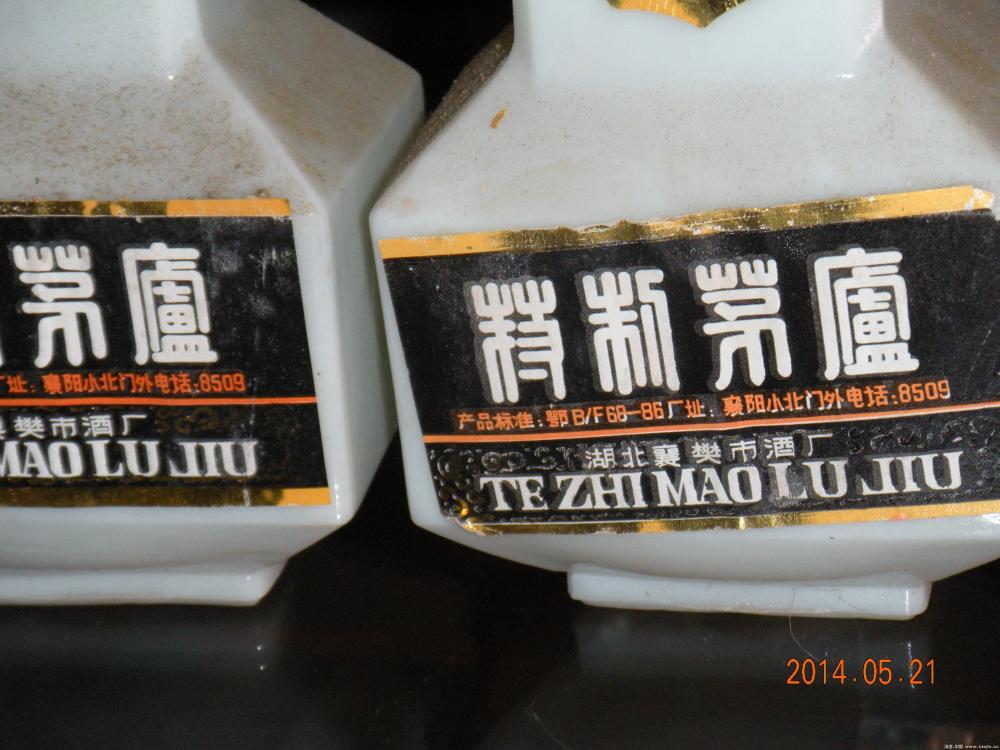 茅廬
厂址：襄阳小北门外电话:8509
樊市酒厂
MAO LU JIU
特制茅廬
产品标准：鄂B/F68-86厂址：襄阳小北门外电话:8509
湖北襄樊市酒厂
TE ZHI MAO LU JIU
2014.05.21